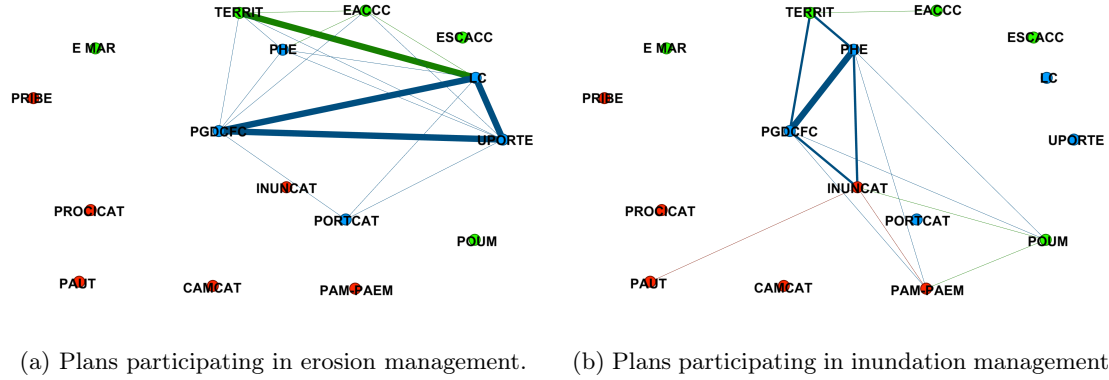 TERRIT
EACCC
ESCACC
E MAR
PHE
LC
PRIBE
PGDCFC
UPORTE
INUNCAT
PROCICAT
PORTCAT
POUM
PAUT
CAMCAT
PAM-PAEM
(a) Plans participating in erosion management.
TERRIT
EACCC
ESCACC
E MAR
PHE
LC
PRIBE
PGDCFC
UPORTE
INUNCAT
PROCICAT
PORTCAT
POUM
PAUT
CAMCAT
PAM-PAEM
(b) Plans participating in inundation management